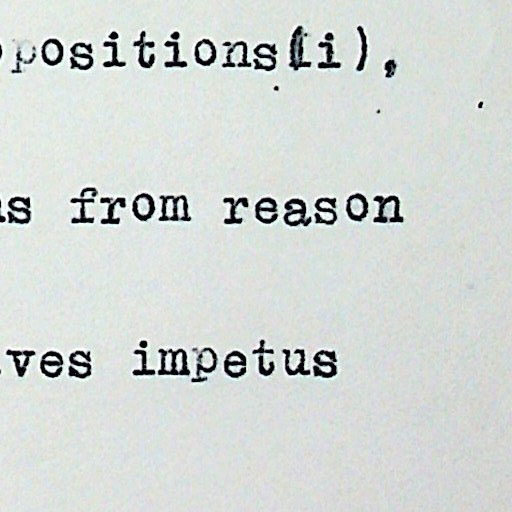 positions(i),
s from reason
ves impetus